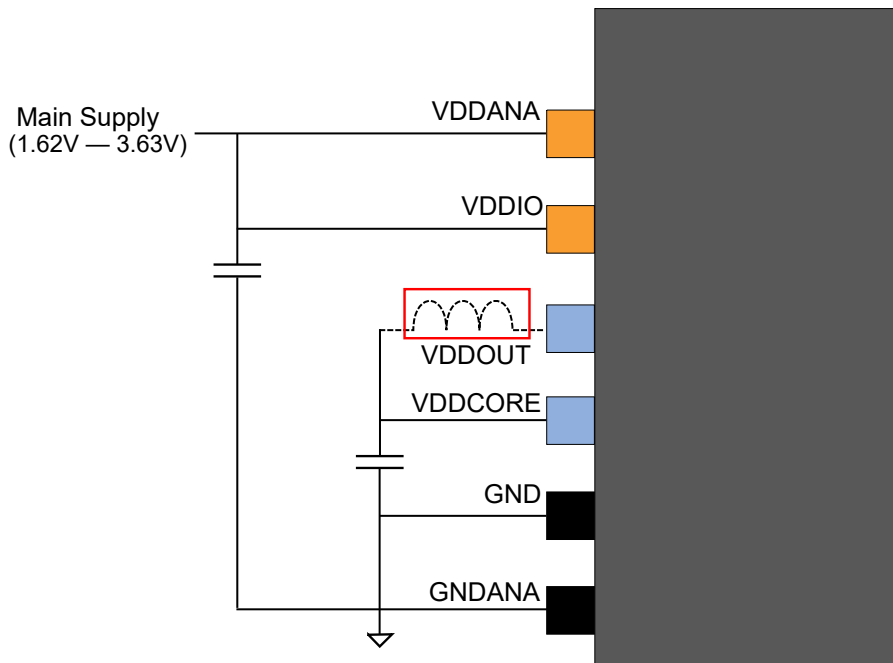 Main Supply
(1.62V — 3.63V)
VDDANA
VDDIO
VDDOUT
VDDCORE
GND
GNDANA